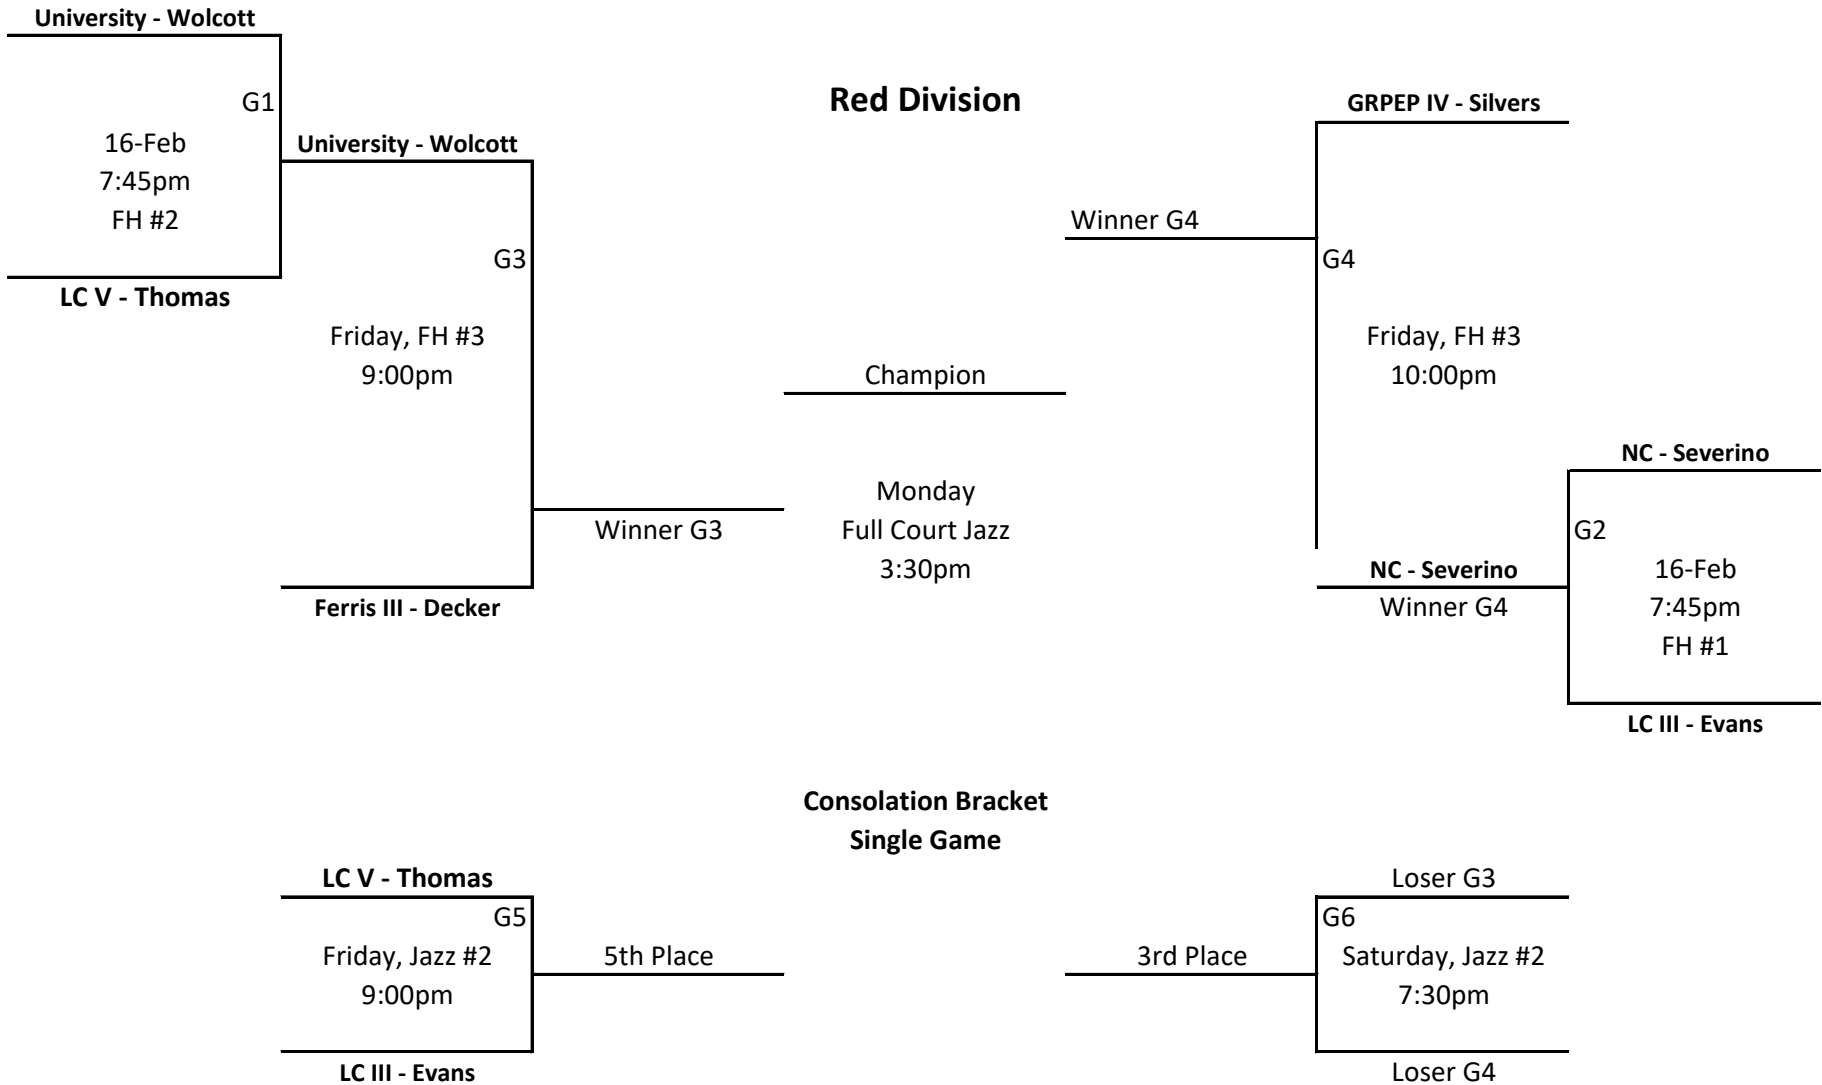 University - Wolcott
G1
16-Feb
7:45pm
FH #2
LC V - Thomas
University - Wolcott
G3
Friday, FH #3
9:00pm
Ferris III - Decker
Winner G3
Red Division
Champion
Monday
Full Court Jazz
3:30pm
GRPEP IV - Silvers
Winner G4
G4
Friday, FH #3
10:00pm
NC - Severino
Winner G4
NC - Severino
G2
16-Feb
7:45pm
FH #1
LC III - Evans
Consolation Bracket
Single Game
LC V - Thomas
G5
Friday, Jazz #2
9:00pm
LC III - Evans
5th Place
3rd Place
Loser G3
G6
Saturday, Jazz #2
7:30pm
Loser G4